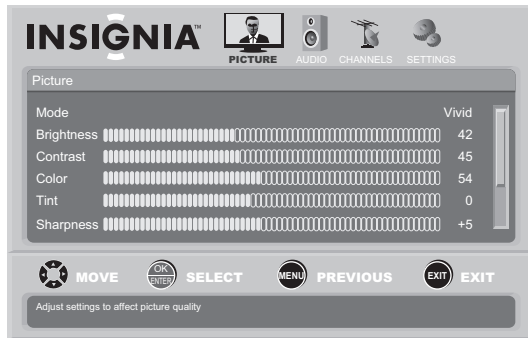 INSIGNIA™
PICTURE AUDIO CHANNELS SETTINGS
Picture
Mode Vivid
Brightness 42
Contrast 45
Color 54
Tint 0
Sharpness +5
MOVE OK ENTER SELECT MENU PREVIOUS EXIT EXIT
Adjust settings to affect picture quality